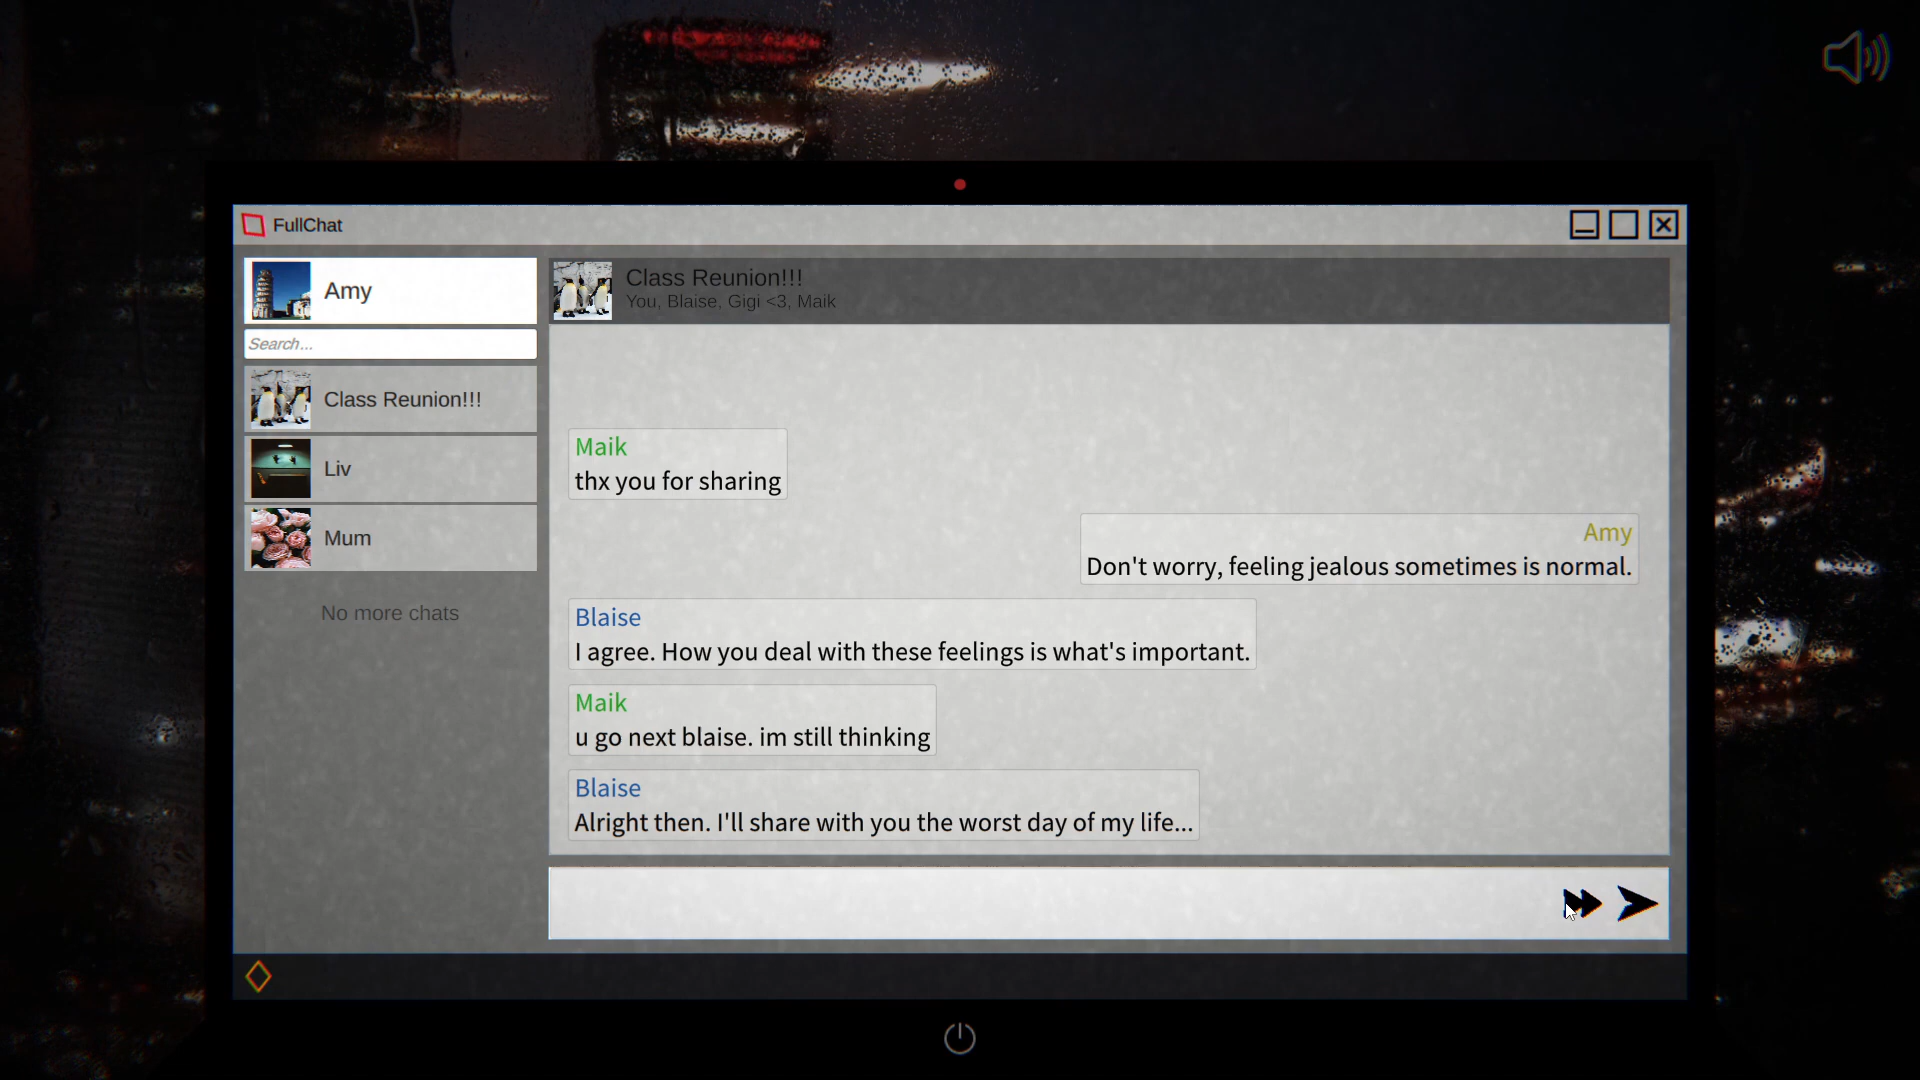 FullChat
Amy
Search...
Class Reunion!!!
Liv
Mum
No more chats
Class Reunion!!!
You, Blaise, Gigi <3, Maik
Maik
thx you for sharing
Amy
Don't worry, feeling jealous sometimes is normal.
Blaise
I agree. How you deal with these feelings is what's important.
Maik
u go next blaise. im still thinking
Blaise
Alright then. I'll share with you the worst day of my life...